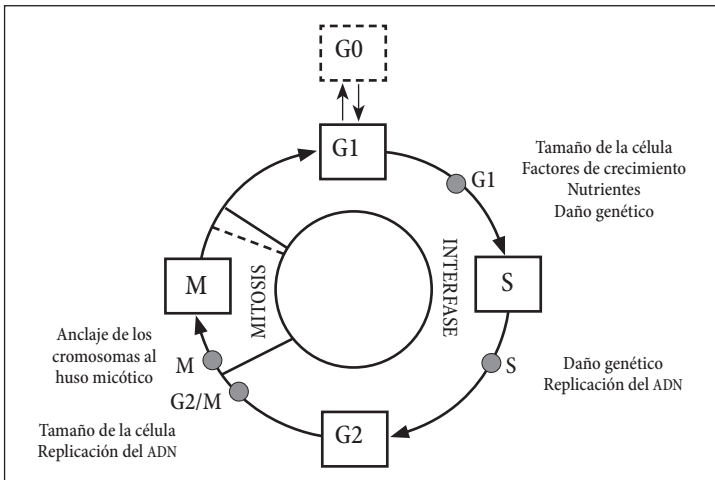 G0
G1
G1
Tamaño de la célula
Factores de crecimiento
Nutrientes
Daño genético
MITOSIS
INTERFASE
M
S
Anclaje de los
cromosomas al
huso micótico
M
S
Daño genético
Replicación del ADN
G2/M
G2
Tamaño de la célula
Replicación del ADN